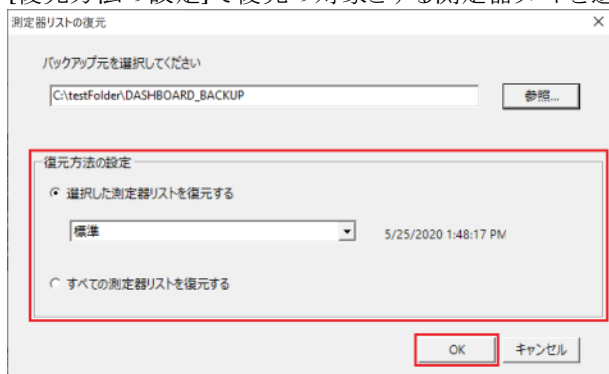 [復元方法の設定]で復元の対象とする測定器リストを選
測定器リストの復元
バックアップ元を選択してください
C:\testFolder\DASHBOARD_BACKUP
参照...
復元方法の設定
選択した測定器リストを復元する
標準
5/25/2020 1:48:17 PM
すべての測定器リストを復元する
OK
キャンセル